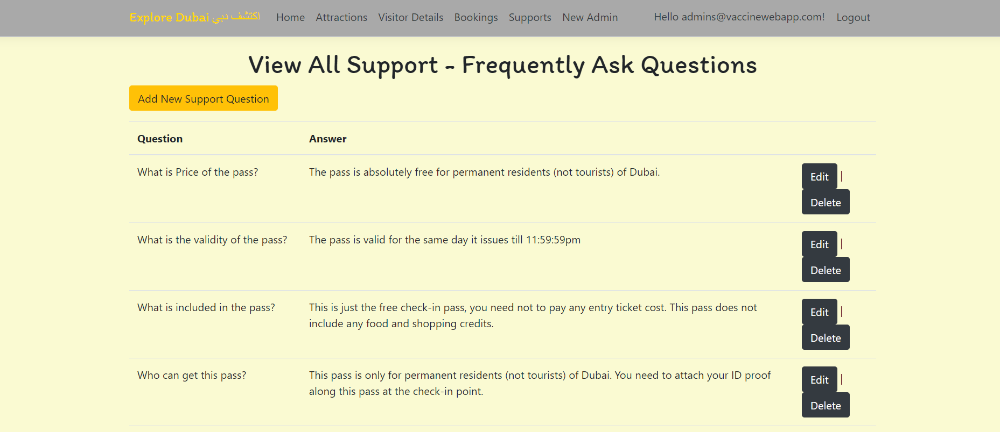 Explore Dubai اكتشف دبي Home Attractions Visitor Details Bookings Supports New Admin Hello admins@vaccinewebapp.com! Logout
View All Support - Frequently Ask Questions
Add New Support Question
Question Answer
What is Price of the pass? The pass is absolutely free for permanent residents (not tourists) of Dubai. Edit |
Delete
What is the validity of the pass? The pass is valid for the same day it issues till 11:59:59pm Edit |
Delete
What is included in the pass? This is just the free check-in pass, you need not to pay any entry ticket cost. This pass does not Edit |
include any food and shopping credits.
Delete
Who can get this pass? This pass is only for permanent residents (not tourists) of Dubai. You need to attach your ID proof Edit |
along this pass at the check-in point.
Delete